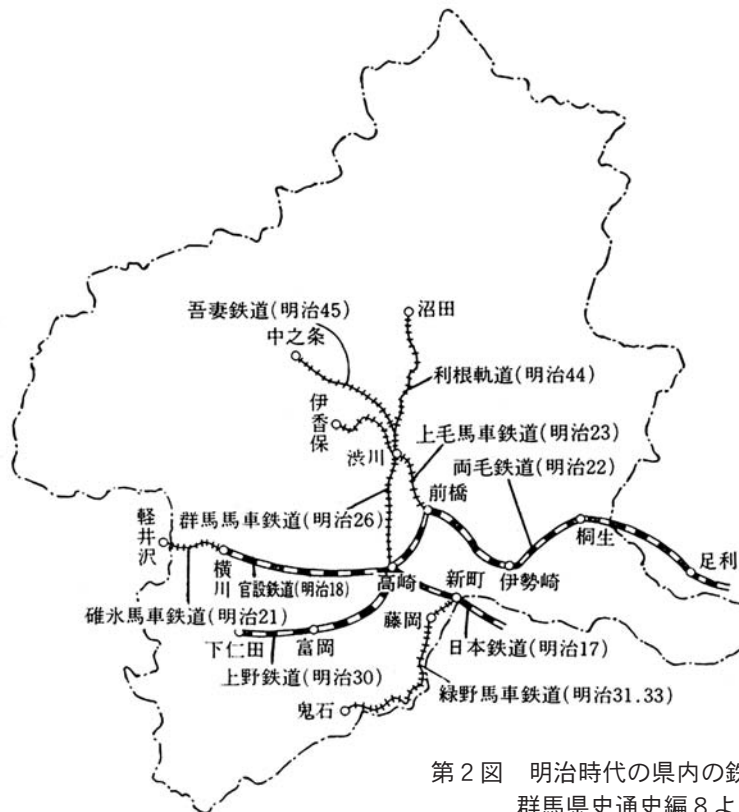 吾妻鉄道(明治45)
中之条
沼田
利根軌道(明治44)
伊香保
上毛馬車鉄道(明治23)
渋川
両毛鉄道(明治22)
前橋
群馬馬車鉄道(明治26)
軽井沢
横川
官設鉄道(明治18)
高崎
新町
伊勢崎
桐生
足利
碓氷馬車鉄道(明治21)
藤岡
下仁田
富岡
日本鉄道(明治17)
上野鉄道(明治30)
緑野馬車鉄道(明治31.33)
鬼石
第2図 明治時代の県内の鉄
群馬県史通史編8よ